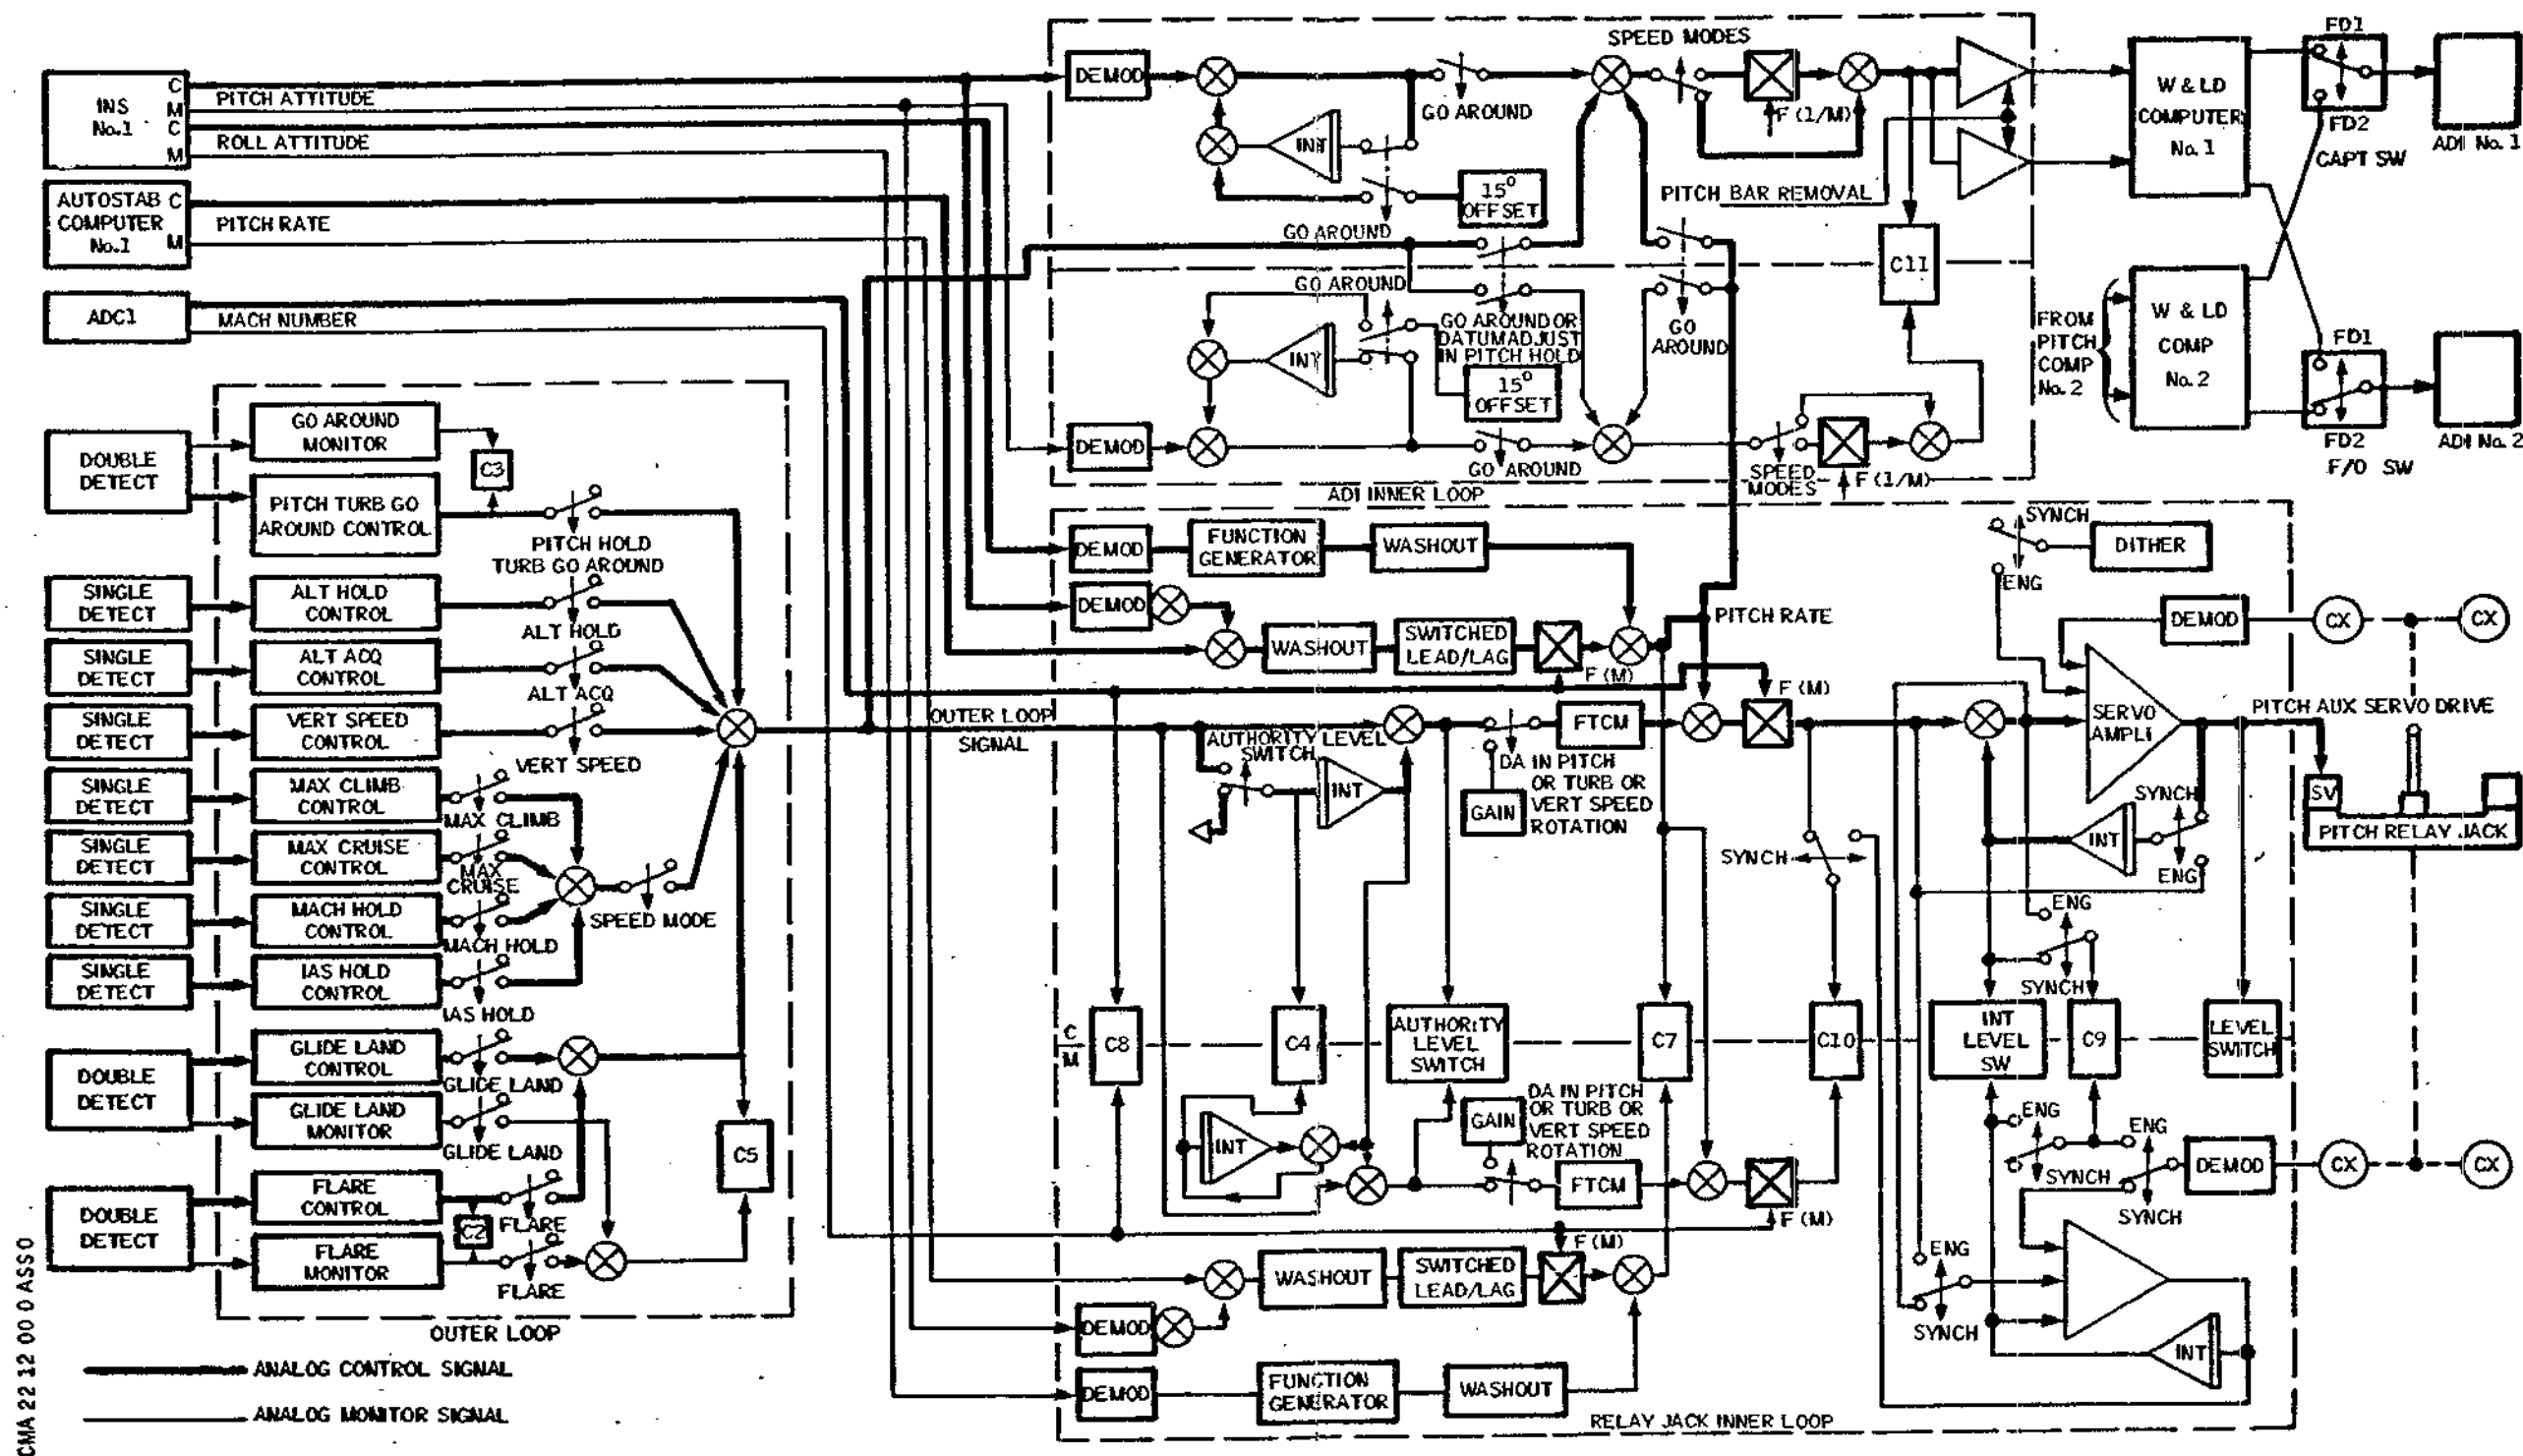 INS
No.1
C
M
C
M
PITCH ATTITUDE
ROLL ATTITUDE
AUTOSTAB
COMPUTER
No.1
C
M
PITCH RATE
ADC1
MACH NUMBER
DEMOD
INT
GO AROUND
SPEED MODES
F (1/M)
15°
OFFSET
GO AROUND
PITCH BAR REMOVAL
C11
W & LD
COMPUTER
No.1
FD1
FD2
CAPT SW
ADI No.1
GO AROUND
INT
GO AROUND OR
DATUM ADJUST
IN PITCH HOLD
15°
OFFSET
GO
AROUND
DEMOD
GO AROUND
SPEED
MODES
F (1/M)
ADI INNER LOOP
FROM
PITCH
COMP
No.2
W & LD
COMP
No.2
FD1
FD2
F/O SW
ADI No.2
DOUBLE
DETECT
GO AROUND
MONITOR
C3
PITCH TURB GO
AROUND CONTROL
PITCH HOLD
TURB GO AROUND
SINGLE
DETECT
ALT HOLD
CONTROL
ALT HOLD
SINGLE
DETECT
ALT ACQ
CONTROL
ALT ACQ
SINGLE
DETECT
VERT SPEED
CONTROL
VERT SPEED
SINGLE
DETECT
MAX CLIMB
CONTROL
MAX CLIMB
SINGLE
DETECT
MAX CRUISE
CONTROL
MAX
CRUISE
SINGLE
DETECT
MACH HOLD
CONTROL
MACH HOLD
SPEED MODE
SINGLE
DETECT
IAS HOLD
CONTROL
IAS HOLD
DOUBLE
DETECT
GLIDE LAND
CONTROL
GLIDE LAND
GLIDE LAND
MONITOR
GLIDE LAND
C5
DOUBLE
DETECT
FLARE
CONTROL
C2
FLARE
FLARE
MONITOR
FLARE
OUTER LOOP
ANALOG CONTROL SIGNAL
ANALOG MONITOR SIGNAL
CMA 22 12 00 0 ASS0
DEMOD
FUNCTION
GENERATOR
WASHOUT
DEMOD
WASHOUT
SWITCHED
LEAD/LAG
F (M)
PITCH RATE
F (M)
OUTER LOOP
SIGNAL
AUTHORITY LEVEL
SWITCH
INT
FTCM
DA IN PITCH
OR TURB OR
VERT SPEED
ROTATION
GAIN
SYNCH
SYNCH
DITHER
ENG
DEMOD
CX
CX
SERVO
AMPLI
PITCH AUX SERVO DRIVE
SV
PITCH RELAY JACK
SYNCH
INT
ENG
ENG
SYNCH
C
M
C8
C4
AUTHORITY
LEVEL
SWITCH
C7
C10
INT
LEVEL
SW
C9
LEVEL
SWITCH
INT
GAIN
DA IN PITCH
OR TURB OR
VERT SPEED
ROTATION
FTCM
F (M)
ENG
SYNCH
ENG
SYNCH
DEMOD
CX
CX
F (M)
WASHOUT
SWITCHED
LEAD/LAG
DEMOD
ENG
SYNCH
INT
DEMOD
FUNCTION
GENERATOR
WASHOUT
RELAY JACK INNER LOOP